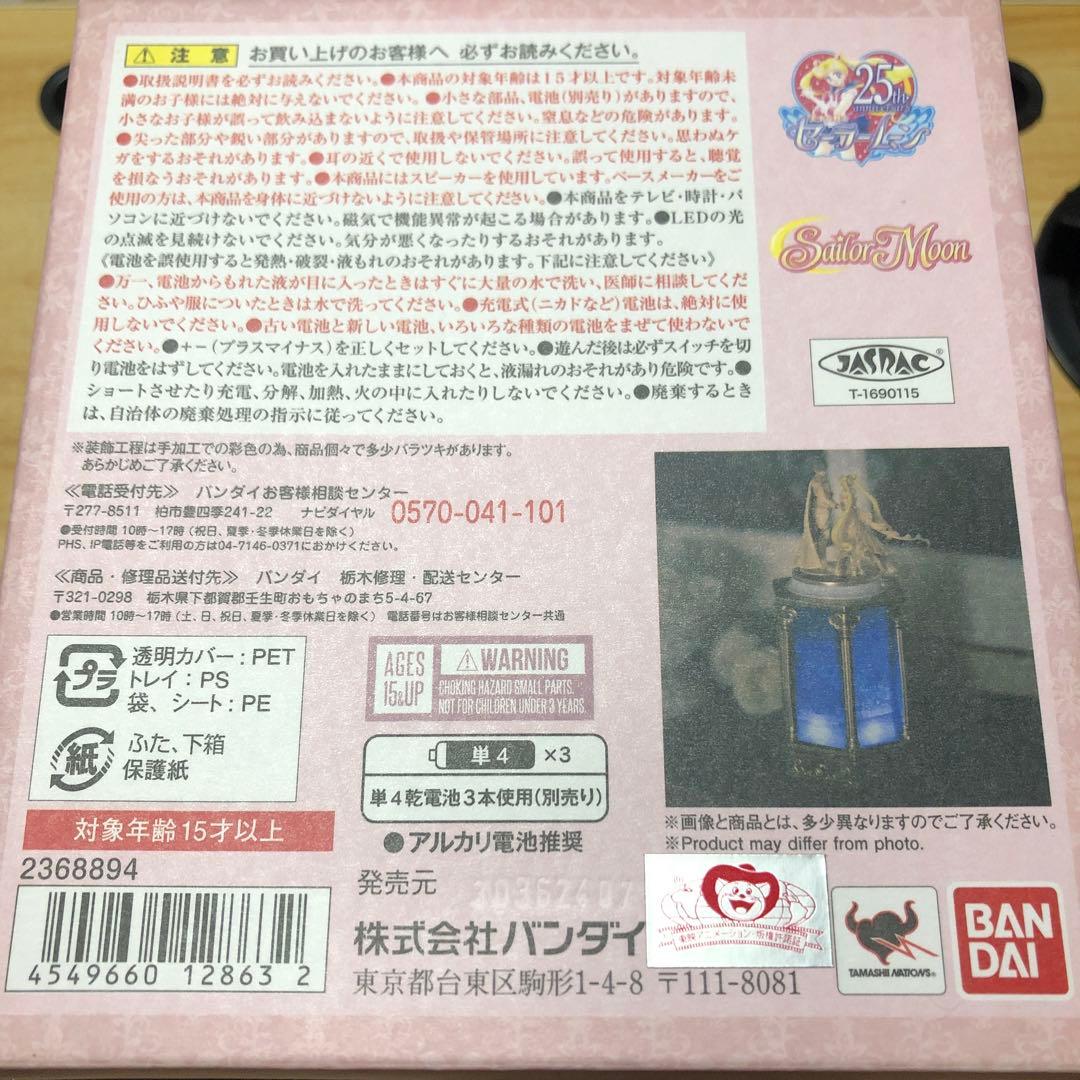 ⚠ 注 意 お買い上げのお客様へ 必ずお読みください。
●取扱説明書を必ずお読みください。●本商品の対象年齢は15才以上です。対象年齢未
満のお子様には絶対に与えないでください。●小さな部品、電池(別売り)がありますので、
小さなお子様が誤って飲み込まないように注意してください。窒息などの危険があります。
●尖った部分や鋭い部分がありますので、取扱や保管場所に注意してください。思わぬケ
ガをするおそれがあります。●耳の近くで使用しないでください。誤って使用すると、聴覚
を損なうおそれがあります。●本商品にはスピーカーを使用しています。ペースメーカーをご
使用の方は、本商品を身体に近づけないように注意してください。●本商品をテレビ・時計・パ
ソコンに近づけないでください。磁気で機能異常が起こる場合があります。●LEDの光
の点滅を見続けないでください。気分が悪くなったりするおそれがあります。
《電池を誤使用すると発熱・破裂・液もれのおそれがあります。下記に注意してください》
●万一、電池からもれた液が目に入ったときはすぐに大量の水で洗い、医師に相談してくだ
さい。ひふや服についたときは水で洗ってください。●充電式(ニカドなど)電池は、絶対に使
用しないでください。●古い電池と新しい電池、いろいろな種類の電池をまぜて使わないで
ください。●+−(プラスマイナス)を正しくセットしてください。●遊んだ後は必ずスイッチを切
り電池をはずしてください。電池を入れたままにしておくと、液漏れのおそれがあり危険です。●
ショートさせたり充電、分解、加熱、火の中に入れたりしないでください。●廃棄するとき
は、自治体の廃棄処理の指示に従ってください。
25th
anniversary
セーラームーン
Sailor Moon
JASRAC®
T-1690115
※装飾工程は手加工での彩色の為、商品個々で多少バラツキがあります。
あらかじめご了承ください。
≪電話受付先≫ バンダイお客様相談センター
〒277-8511 柏市豊四季241-22 ナビダイヤル 0570-041-101
●受付時間 10時〜17時 (祝日、夏季・冬季休業日を除く)
PHS、IP電話等をご利用の方は04-7146-0371におかけください。
≪商品・修理品送付先≫ バンダイ 栃木修理・配送センター
〒321-0298 栃木県下都賀郡壬生町おもちゃのまち5-4-67
●営業時間 10時〜17時 (土、日、祝日、夏季・冬季休業日を除く) 電話番号はお客様相談センター共通
プラ
透明カバー : PET
トレイ : PS
袋、シート : PE
紙
ふた、下箱
保護紙
AGES
15&UP
⚠WARNING
CHOKING HAZARD SMALL PARTS.
NOT FOR CHILDREN UNDER 3 YEARS.
単4 ×3
単4乾電池3本使用(別売り)
●アルカリ電池推奨
対象年齢15才以上
2368894
4549660 128632
発売元
株式会社バンダイ
東京都台東区駒形1-4-8 〒111-8081
※画像と商品とは、多少異なりますのでご了承ください。
※Product may differ from photo.
東映アニメーション・版権許諾証
TAMASHII NATIONS®
BAN
DAI